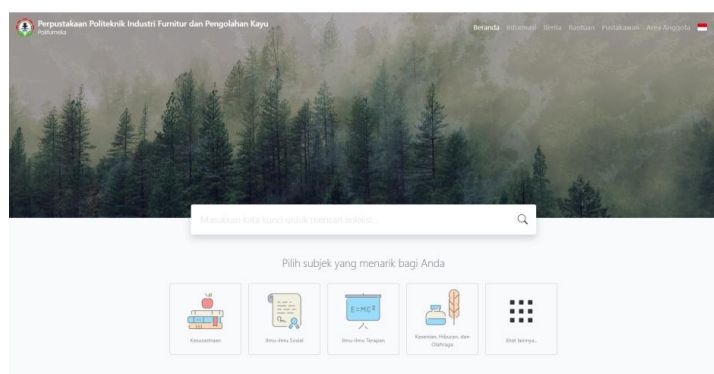 Perpustakaan Politeknik Industri Furnitur dan Pengolahan Kayu
Polifurneka
Beranda Informasi Berita Bantuan Pustakawan Area Anggota
Masukkan kata kunci untuk mencari koleksi...
Pilih subjek yang menarik bagi Anda
Kesusastraan
Ilmu-ilmu Sosial
E=MC²
Ilmu-ilmu Terapan
Kesenian, Hiburan, dan
Olahraga
lihat lainnya..